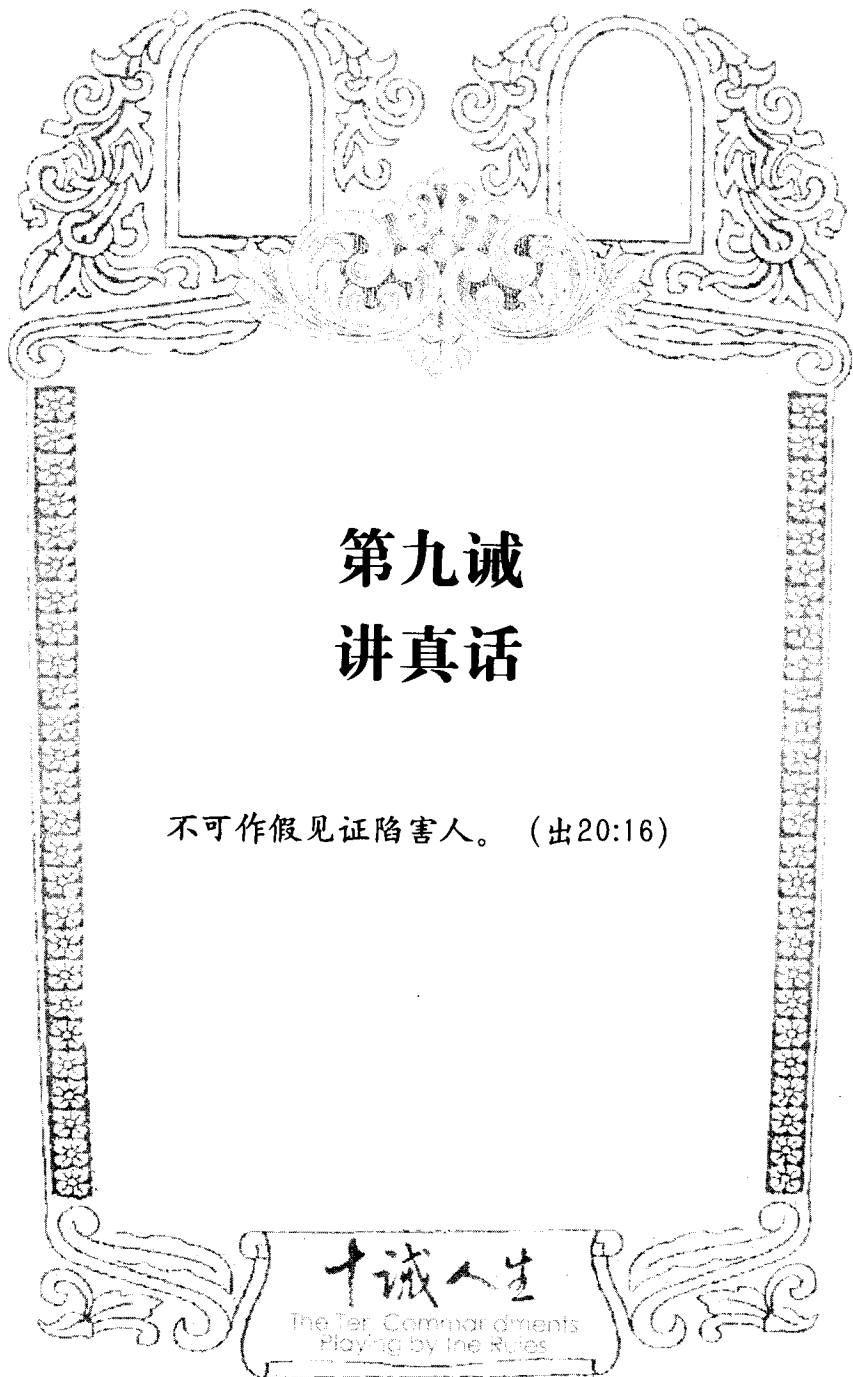 第九诫
讲真话
不可作假见证陷害人。（出20:16）
十诫人生
The Ten Commandments
Playing by the Rules